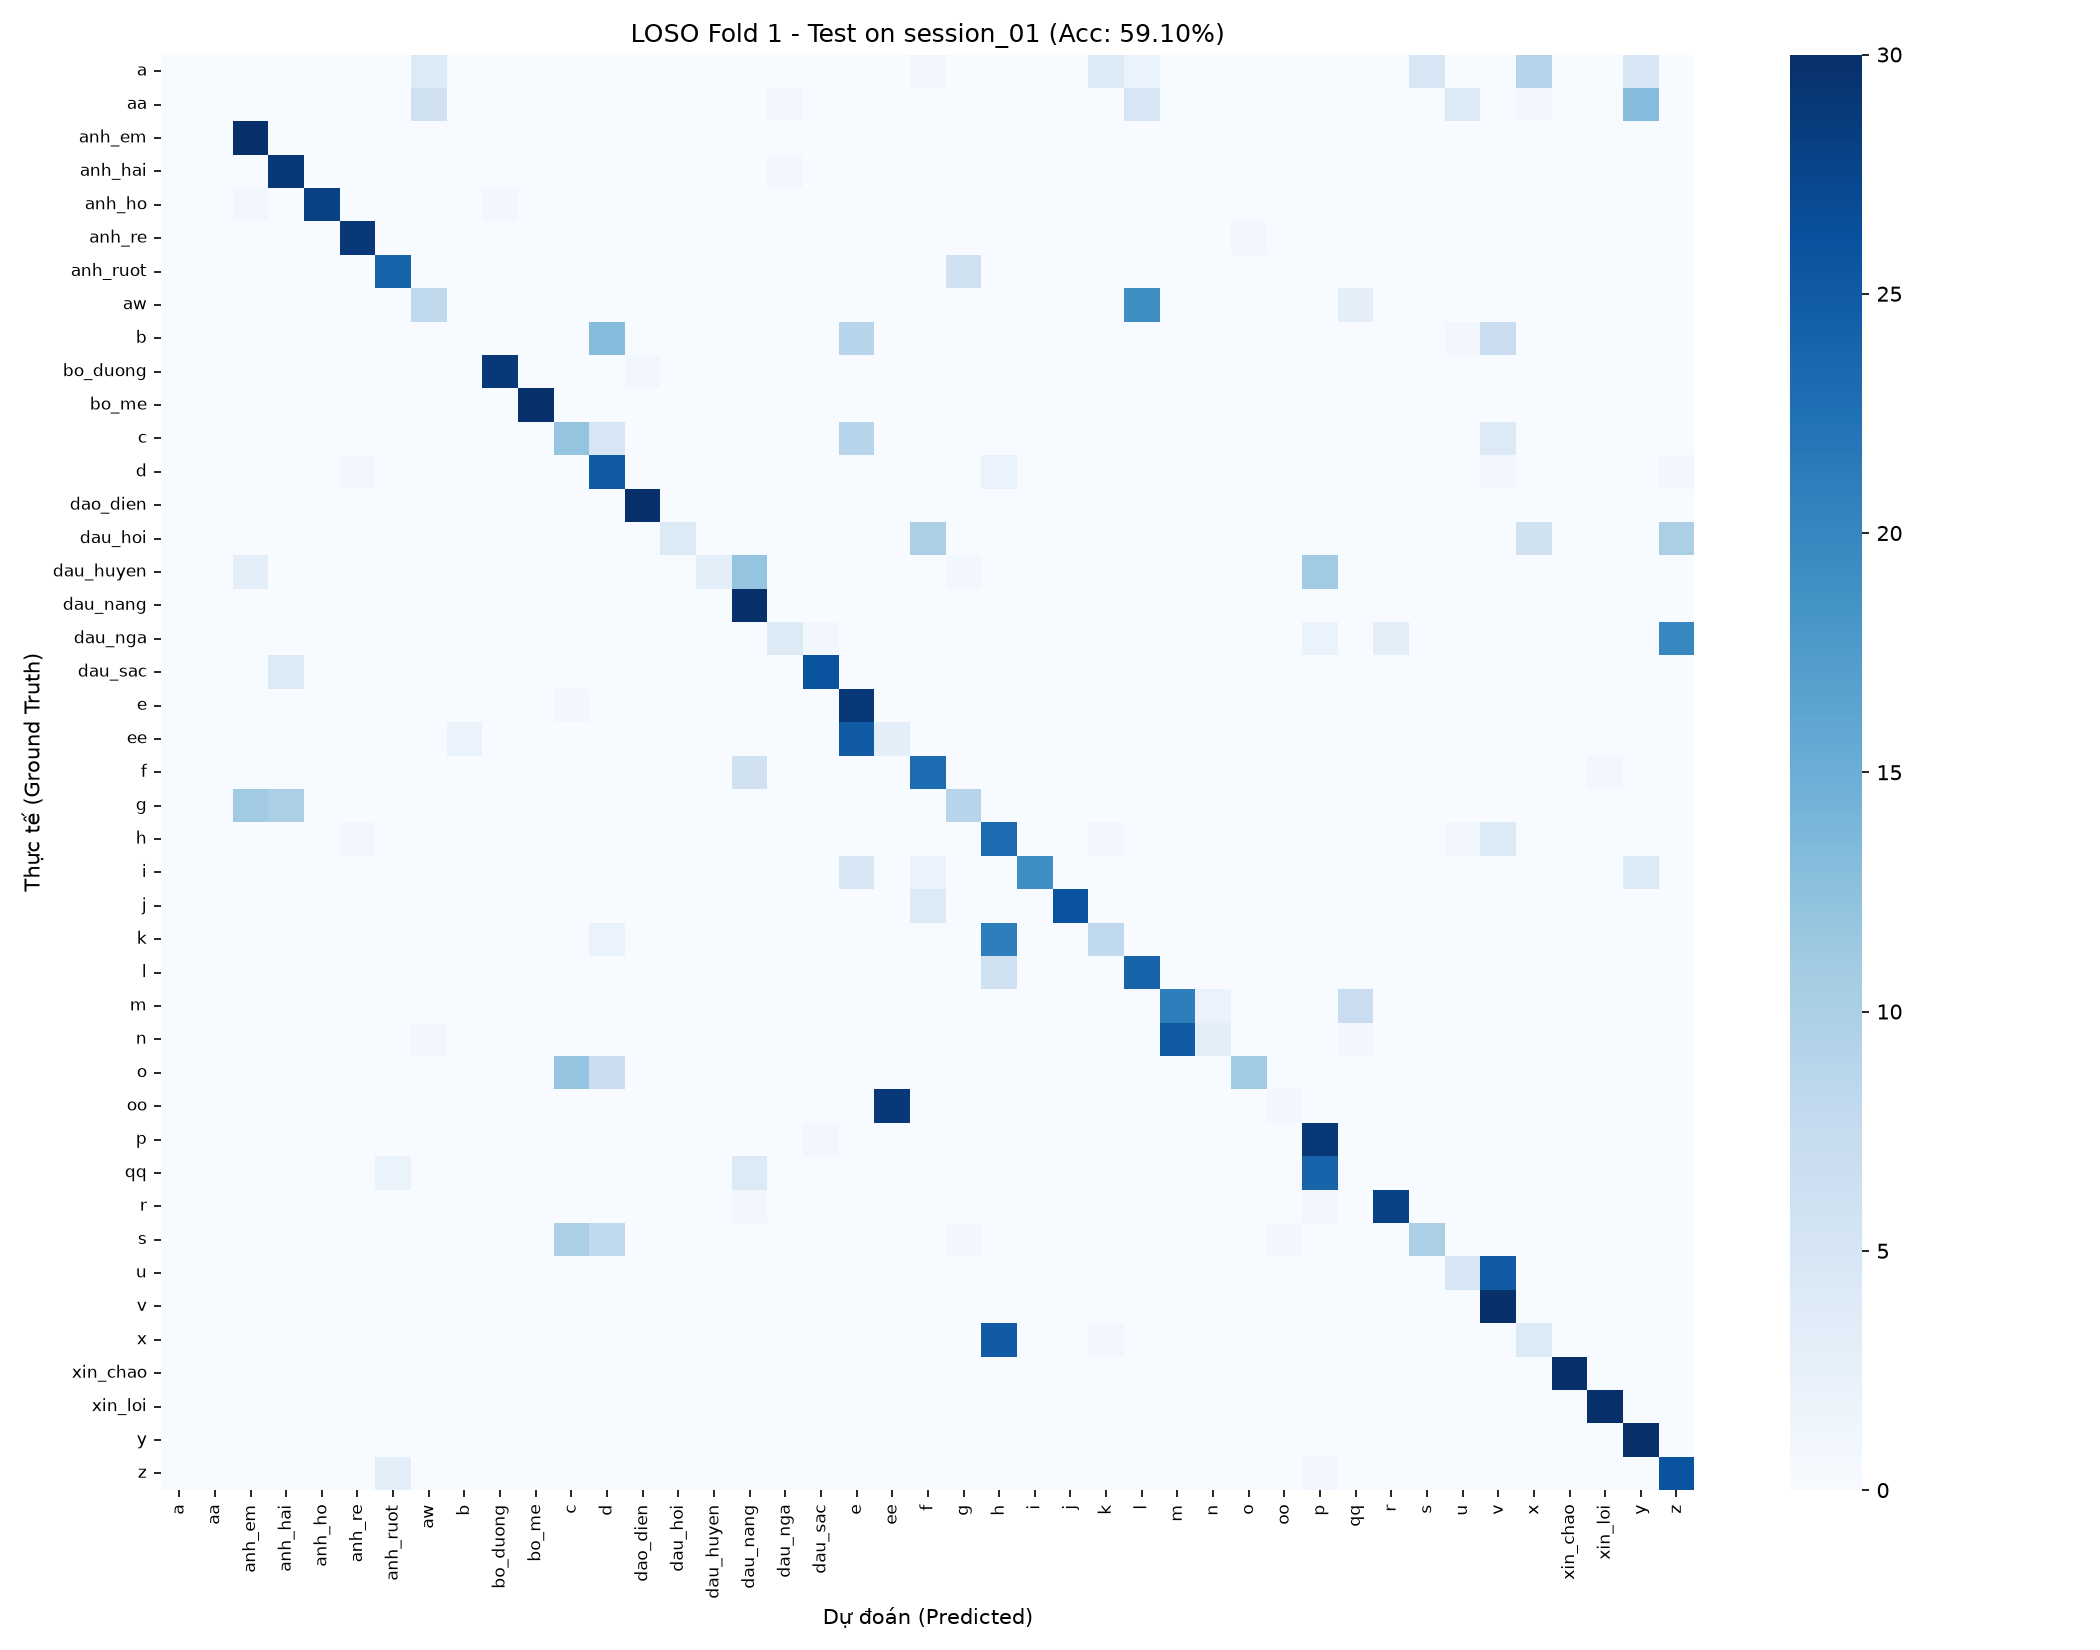 LOSO Fold 1 - Test on session_01 (Acc: 59.10%)
Thực tế (Ground Truth)
a
aa
anh_em
anh_hai
anh_ho
anh_re
anh_ruot
aw
b
bo_duong
bo_me
c
d
dao_dien
dau_hoi
dau_huyen
dau_nang
dau_nga
dau_sac
e
ee
f
g
h
i
j
k
l
m
n
o
oo
p
qq
r
s
u
v
x
xin_chao
xin_loi
y
z
a aa anh_em anh_hai anh_ho anh_re anh_ruot aw b bo_duong bo_me c d dao_dien dau_hoi dau_huyen dau_nang dau_nga dau_sac e ee f g h i j k l m n o oo p qq r s u v x xin_chao xin_loi y z
Dự đoán (Predicted)
30
25
20
15
10
5
0